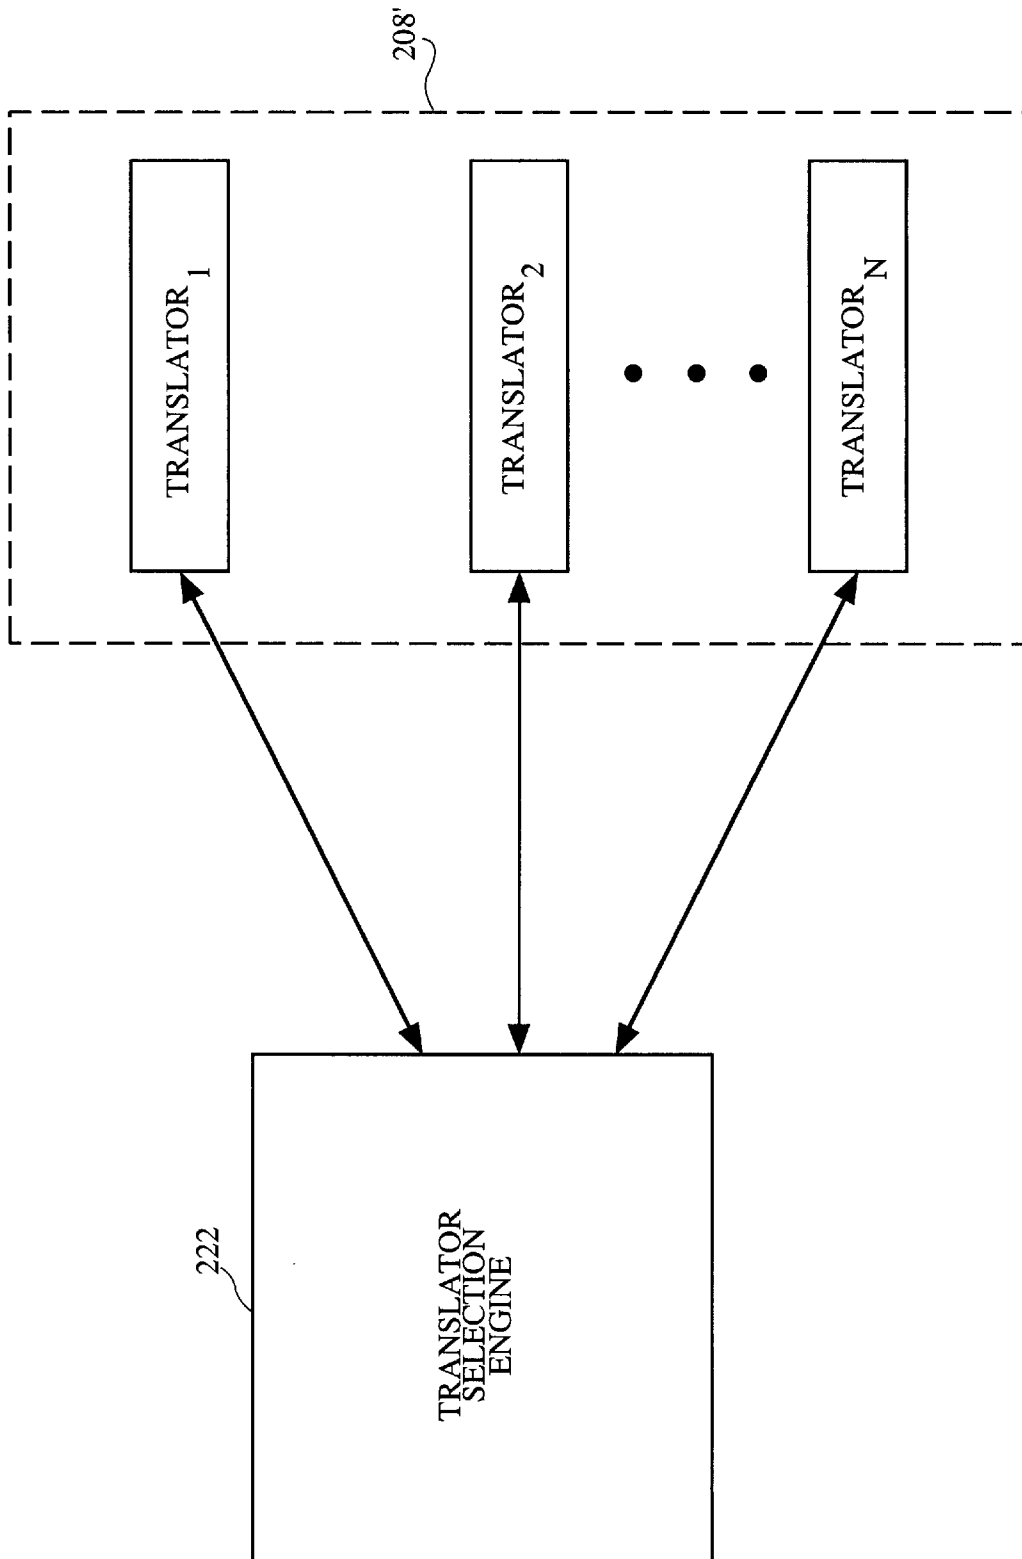 222
TRANSLATOR
SELECTION
ENGINE
208'
TRANSLATOR1
TRANSLATOR2
TRANSLATORN